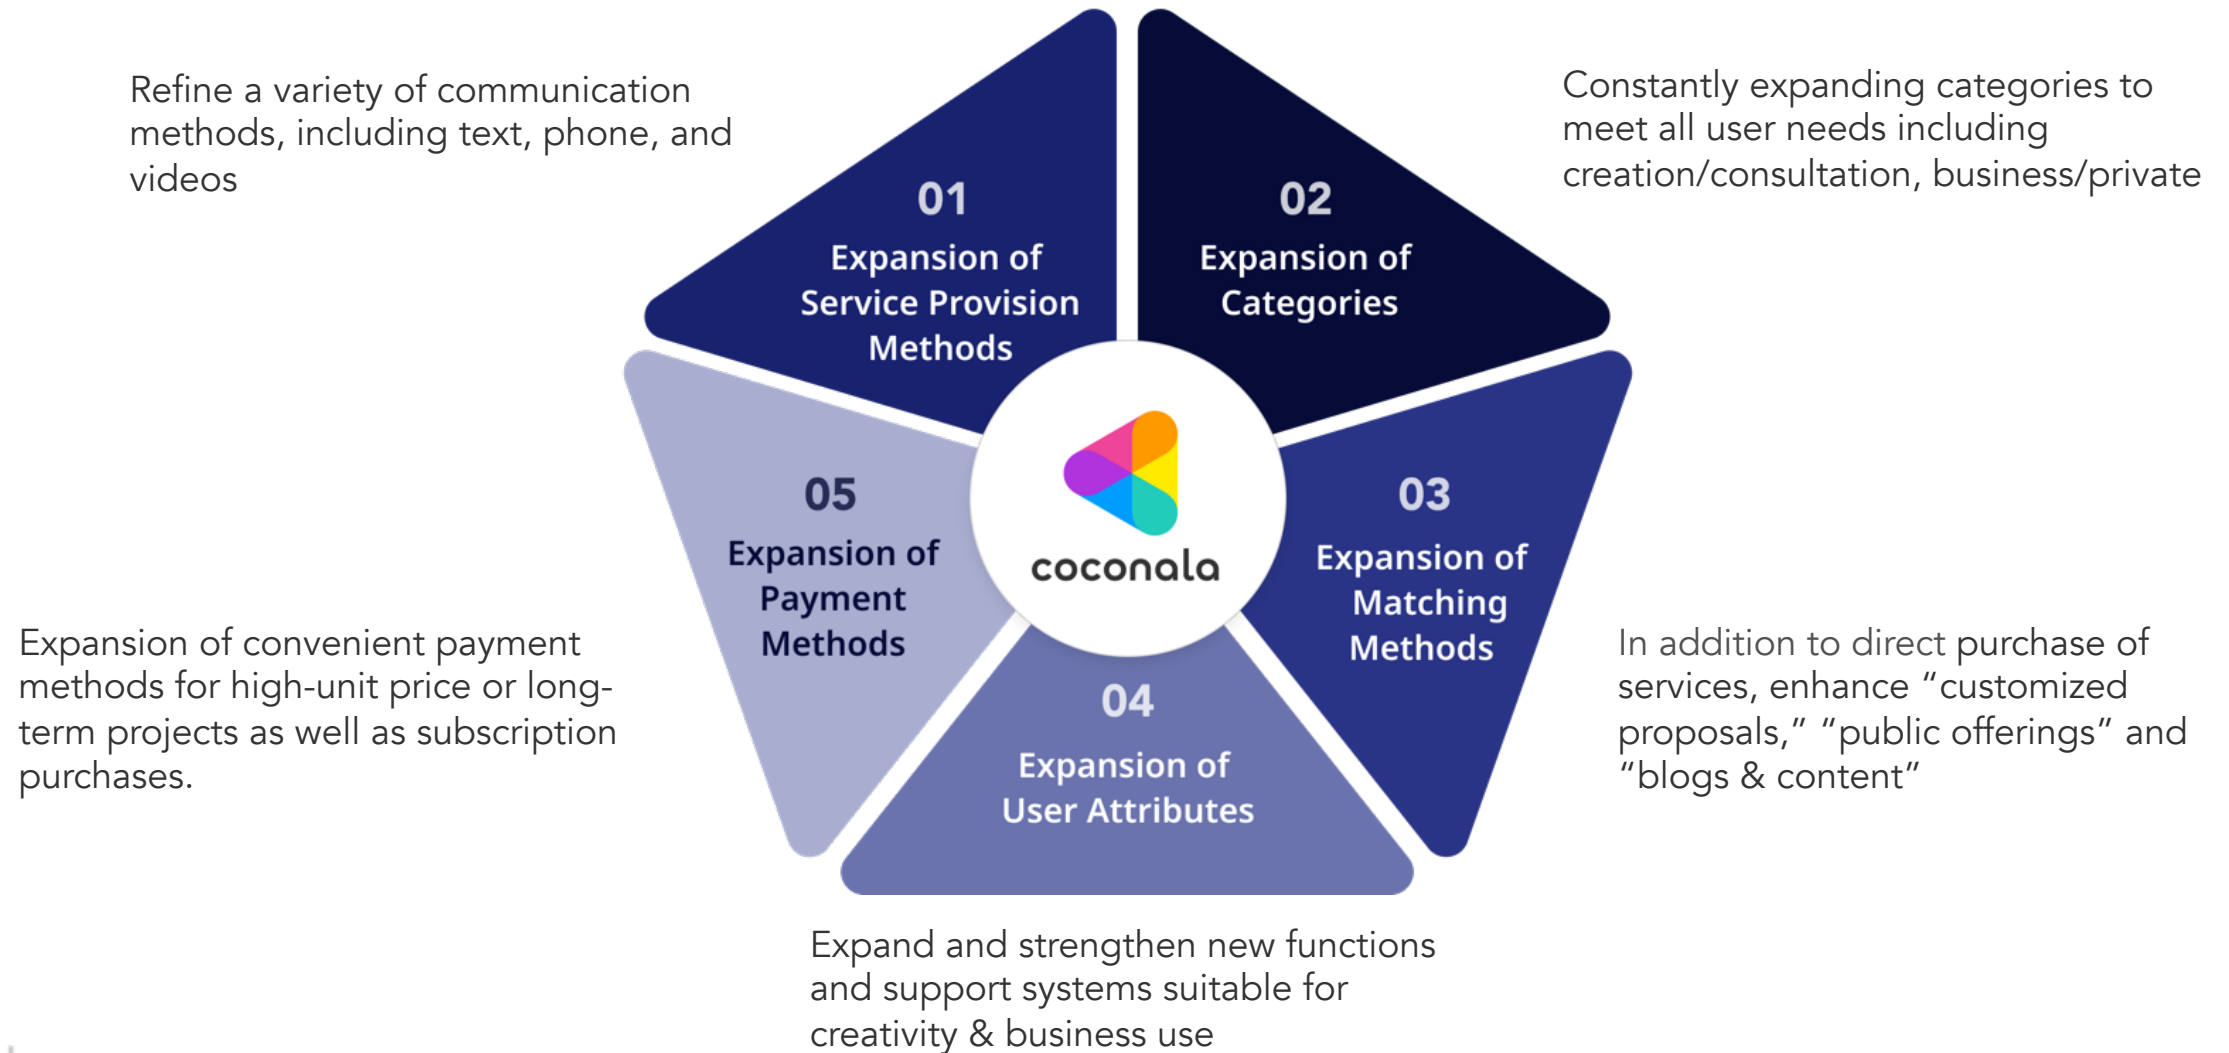 Refine a variety of communication
methods, including text, phone, and
videos
01
Expansion of
Service Provision
Methods
02
Expansion of
Categories
Constantly expanding categories to
meet all user needs including
creation/consultation, business/private
05
Expansion of
Payment
Methods
coconala
03
Expansion of
Matching
Methods
Expansion of convenient payment
methods for high-unit price or long-
term projects as well as subscription
purchases.
04
Expansion of
User Attributes
In addition to direct purchase of
services, enhance “customized
proposals,” “public offerings” and
“blogs & content”
Expand and strengthen new functions
and support systems suitable for
creativity & business use